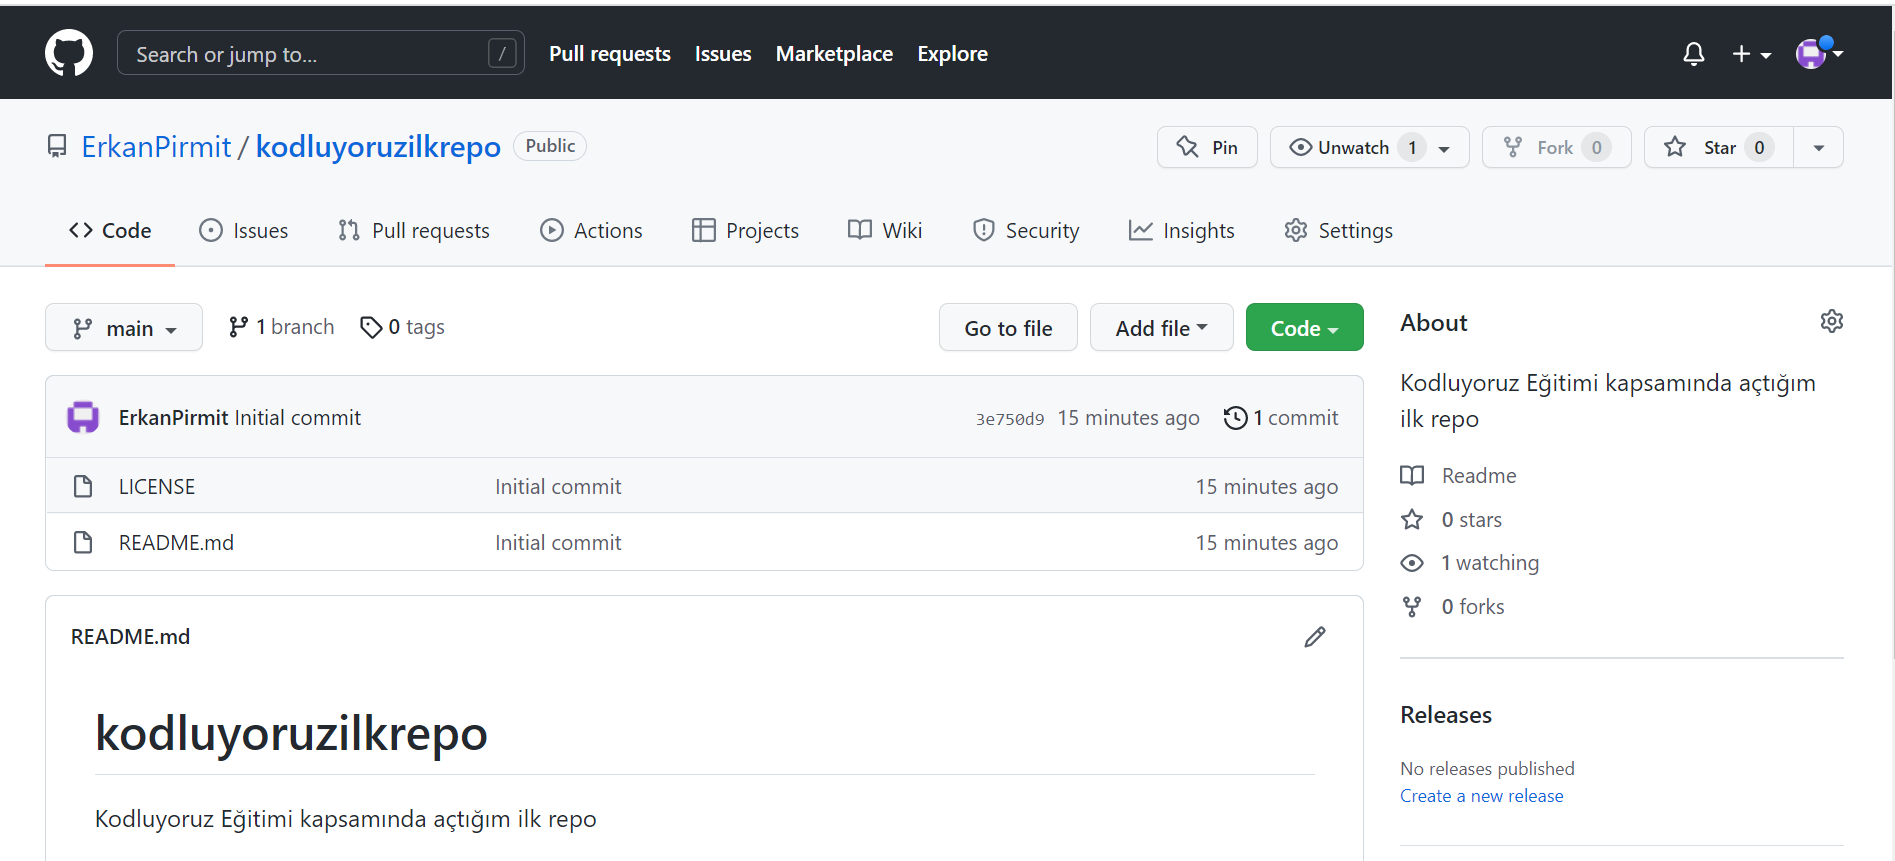 Search or jump to... /
Pull requests Issues Marketplace Explore
ErkanPirmit / kodluyoruzilkrepo Public
Pin Unwatch 1 Fork 0 Star 0
Code Issues Pull requests Actions Projects Wiki Security Insights Settings
main 1 branch 0 tags Go to file Add file Code
ErkanPirmit Initial commit 3e750d9 15 minutes ago 1 commit
LICENSE Initial commit 15 minutes ago
README.md Initial commit 15 minutes ago
README.md
kodluyoruzilkrepo
Kodluyoruz Eğitimi kapsamında açtığım ilk repo
About
Kodluyoruz Eğitimi kapsamında açtığım
ilk repo
Readme
0 stars
1 watching
0 forks
Releases
No releases published
Create a new release